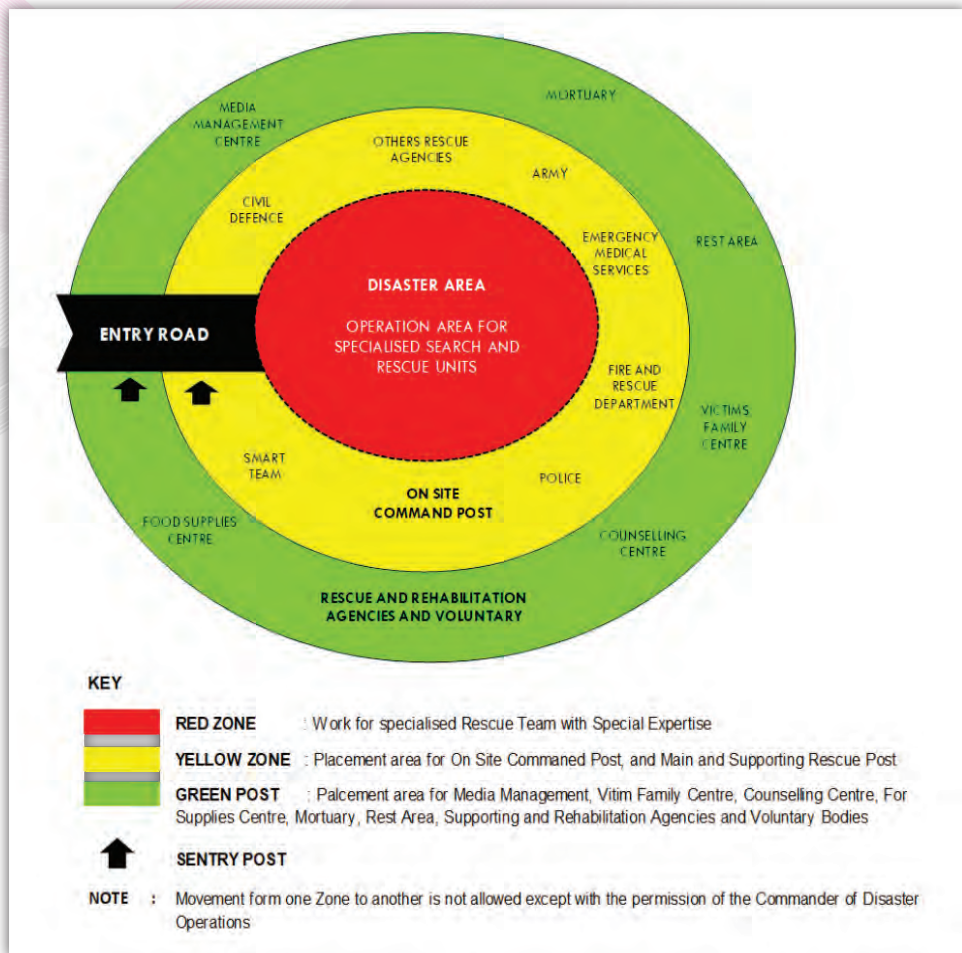 MEDIA
MANAGEMENT
CENTRE
MORTUARY
OTHERS RESCUE
AGENCIES
ARMY
CIVIL
DEFENCE
EMERGENCY
MEDICAL
SERVICES
REST AREA
DISASTER AREA
OPERATION AREA FOR
SPECIALISED SEARCH AND
RESCUE UNITS
ENTRY ROAD
FIRE AND
RESCUE
DEPARTMENT
VICTIMS
FAMILY
CENTRE
SMART
TEAM
POLICE
ON SITE
COMMAND POST
FOOD SUPPLIES
CENTRE
COUNSELLING
CENTRE
RESCUE AND REHABILITATION
AGENCIES AND VOLUNTARY
KEY
RED ZONE : Work for specialised Rescue Team with Special Expertise
YELLOW ZONE : Placement area for On Site Commaned Post, and Main and Supporting Rescue Post
GREEN POST : Palcement area for Media Management, Vitim Family Centre, Counselling Centre, For
Supplies Centre, Mortuary, Rest Area, Supporting and Rehabilitation Agencies and Voluntary Bodies
: SENTRY POST
NOTE : Movement form one Zone to another is not allowed except with the permission of the Commander of Disaster
Operations